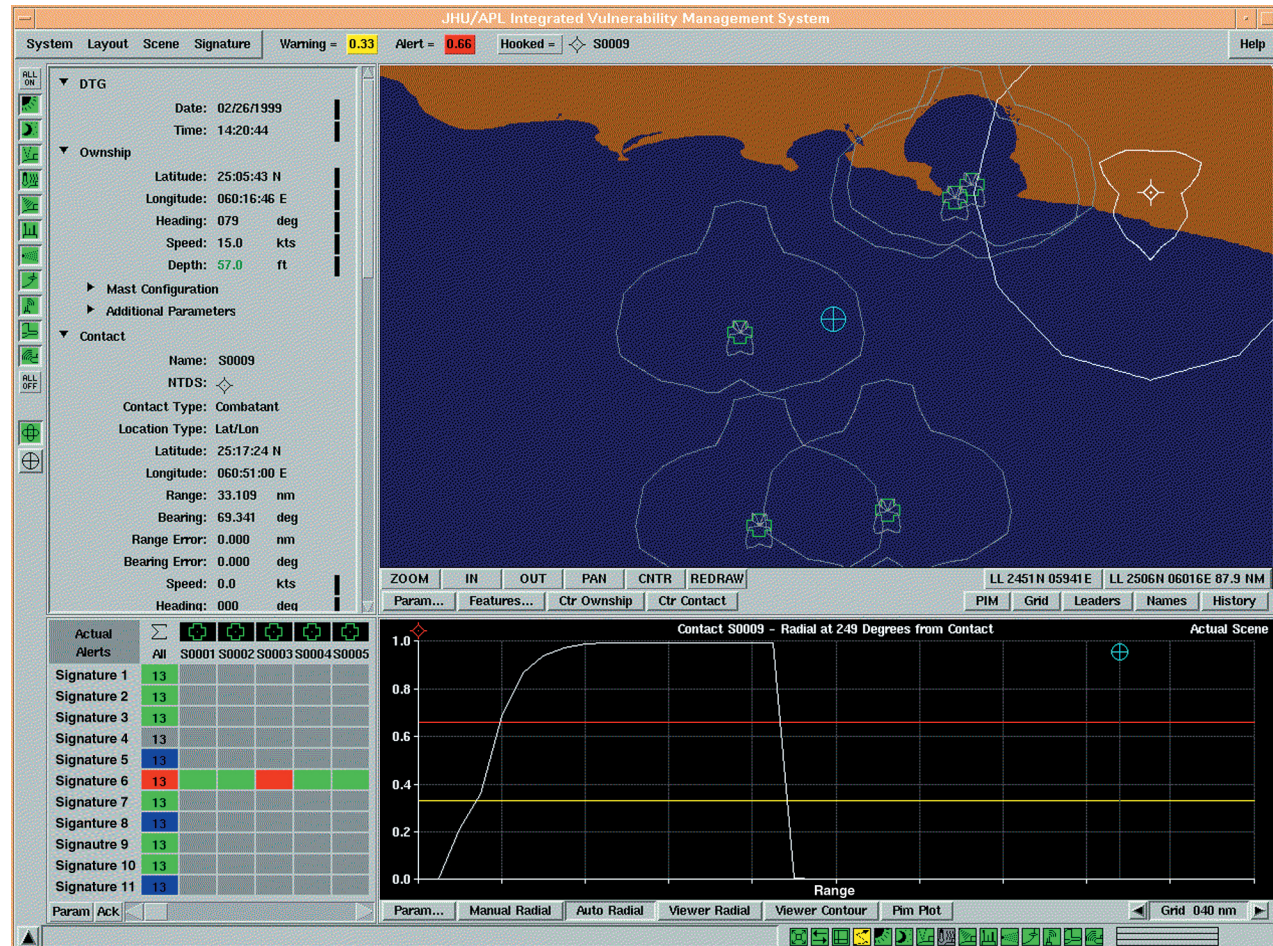 JHU/APL Integrated Vulnerability Management System
System Layout Scene Signature Warning = 0.33 Alert = 0.66 Hooked = S0009 Help
ALL ON
DTG
Date: 02/26/1999
Time: 14:20:44
Ownship
Latitude: 25:05:43 N
Longitude: 060:16:46 E
Heading: 079 deg
Speed: 15.0 kts
Depth: 57.0 ft
Mast Configuration
Additional Parameters
Contact
Name: S0009
NTDS:
ALL OFF
Contact Type: Combatant
Location Type: Lat/Lon
Latitude: 25:17:24 N
Longitude: 060:51:00 E
Range: 33.109 nm
Bearing: 69.341 deg
Range Error: 0.000 nm
Bearing Error: 0.000 deg
Speed: 0.0 kts
Heading: 000 deg
ZOOM IN OUT PAN CNTR REDRAW LL 2451N 05941E LL 2506N 06016E 87.9 NM
Param... Features... Ctr Ownship Ctr Contact PIM Grid Leaders Names History
Actual Alerts
Σ All S0001 S0002 S0003 S0004 S0005
Signature 1 13
Signature 2 13
Signature 3 13
Signature 4 13
Signature 5 13
Signature 6 13
Signature 7 13
Siganture 8 13
Signautre 9 13
Signature 10 13
Signature 11 13
Param Ack
Contact S0009 - Radial at 249 Degrees from Contact Actual Scene
1.0
0.8
0.6
0.4
0.2
0.0
Range
Param... Manual Radial Auto Radial Viewer Radial Viewer Contour Pim Plot Grid 040 nm